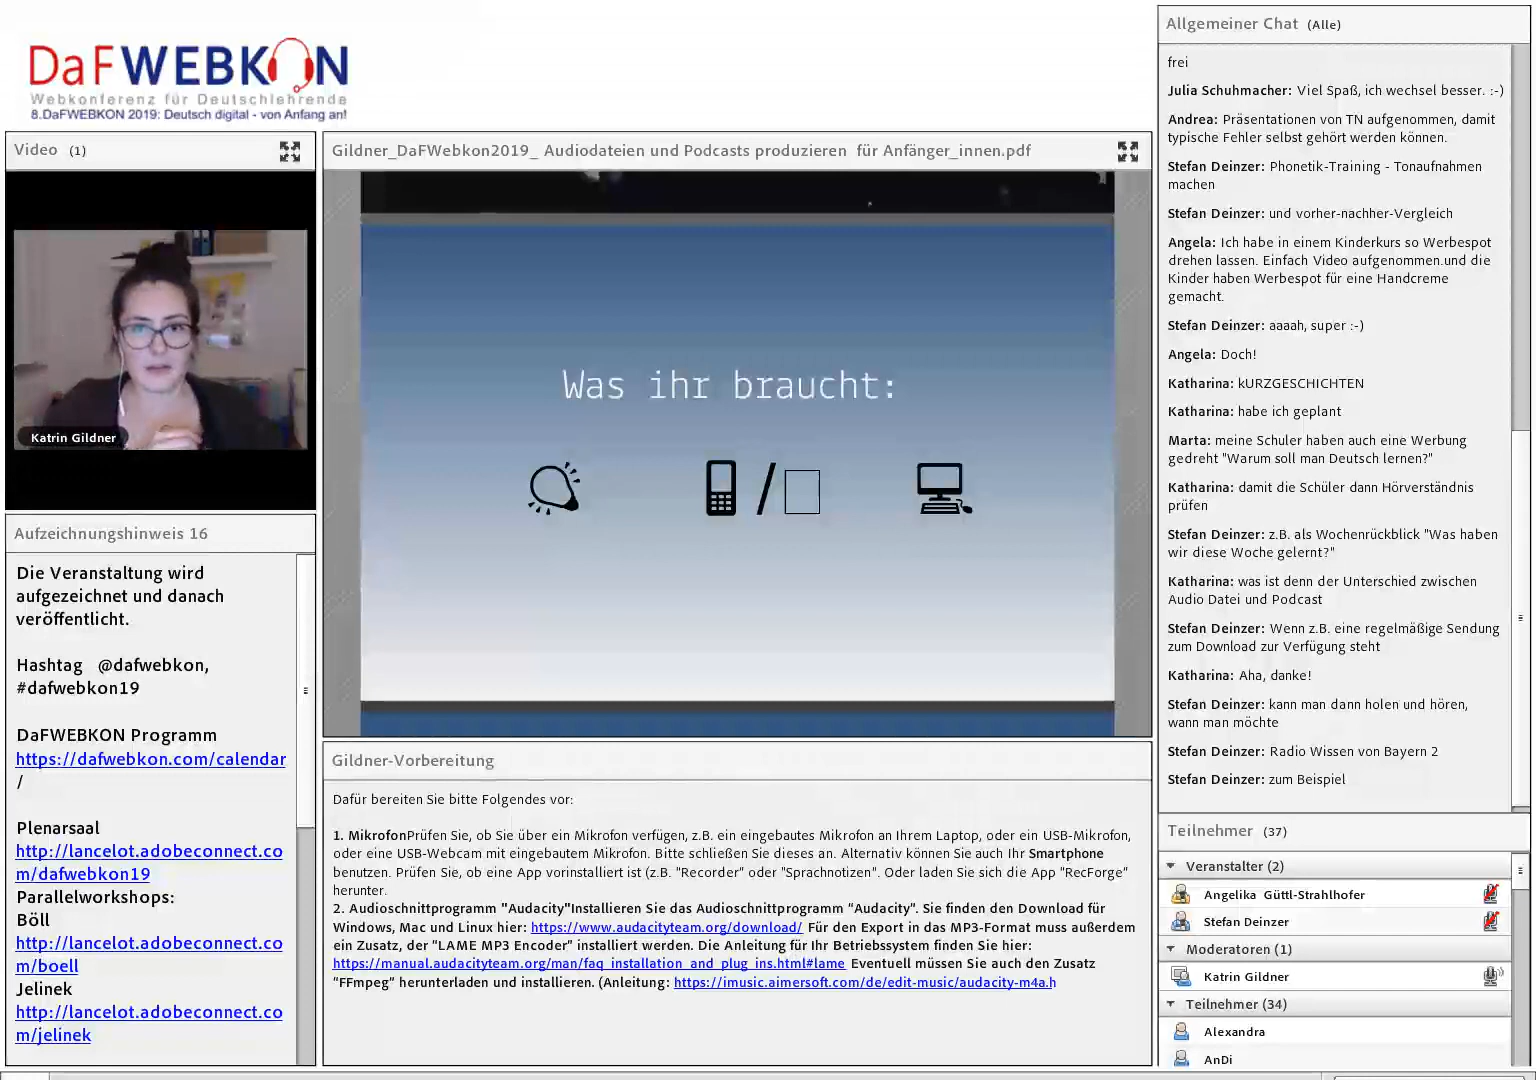 DaFWEBKON
Webkonferenz für Deutschlehrende
8.DaFWEBKON 2019: Deutsch digital - von Anfang an!
Video (1)
Katrin Gildner
Aufzeichnungshinweis 16
Die Veranstaltung wird
aufgezeichnet und danach
veröffentlicht.
Hashtag @dafwebkon,
#dafwebkon19
DaFWEBKON Programm
https://dafwebkon.com/calendar
/
Plenarsaal
http://lancelot.adobeconnect.co
m/dafwebkon19
Parallelworkshops:
Böll
http://lancelot.adobeconnect.co
m/boell
Jelinek
http://lancelot.adobeconnect.co
m/jelinek
Gildner_DaFWebkon2019_ Audiodateien und Podcasts produzieren für Anfänger_innen.pdf
Was ihr braucht:
/
Gildner-Vorbereitung
Dafür bereiten Sie bitte Folgendes vor:
1. MikrofonPrüfen Sie, ob Sie über ein Mikrofon verfügen, z.B. ein eingebautes Mikrofon an Ihrem Laptop, oder ein USB-Mikrofon,
oder eine USB-Webcam mit eingebautem Mikrofon. Bitte schließen Sie dieses an. Alternativ können Sie auch Ihr Smartphone
benutzen. Prüfen Sie, ob eine App vorinstalliert ist (z.B. "Recorder" oder "Sprachnotizen". Oder laden Sie sich die App "RecForge"
herunter.
2. Audioschnittprogramm "Audacity"Installieren Sie das Audioschnittprogramm "Audacity". Sie finden den Download für
Windows, Mac und Linux hier: https://www.audacityteam.org/download/ Für den Export in das MP3-Format muss außerdem
ein Zusatz, der "LAME MP3 Encoder" installiert werden. Die Anleitung für Ihr Betriebssystem finden Sie hier:
https://manual.audacityteam.org/man/faq_installation_and_plug_ins.html#lame Eventuell müssen Sie auch den Zusatz
"FFmpeg" herunterladen und installieren. (Anleitung: https://imusic.aimersoft.com/de/edit-music/audacity-m4a.h
Allgemeiner Chat (Alle)
frei
Julia Schuhmacher: Viel Spaß, ich wechsel besser. :-)
Andrea: Präsentationen von TN aufgenommen, damit
typische Fehler selbst gehört werden können.
Stefan Deinzer: Phonetik-Training - Tonaufnahmen
machen
Stefan Deinzer: und vorher-nachher-Vergleich
Angela: Ich habe in einem Kinderkurs so Werbespot
drehen lassen. Einfach Video aufgenommen.und die
Kinder haben Werbespot für eine Handcreme
gemacht.
Stefan Deinzer: aaaah, super :-)
Angela: Doch!
Katharina: kURZGESCHICHTEN
Katharina: habe ich geplant
Marta: meine Schuler haben auch eine Werbung
gedreht "Warum soll man Deutsch lernen?"
Katharina: damit die Schüler dann Hörverständnis
prüfen
Stefan Deinzer: z.B. als Wochenrückblick "Was haben
wir diese Woche gelernt?"
Katharina: was ist denn der Unterschied zwischen
Audio Datei und Podcast
Stefan Deinzer: Wenn z.B. eine regelmäßige Sendung
zum Download zur Verfügung steht
Katharina: Aha, danke!
Stefan Deinzer: kann man dann holen und hören,
wann man möchte
Stefan Deinzer: Radio Wissen von Bayern 2
Stefan Deinzer: zum Beispiel
Teilnehmer (37)
Veranstalter (2)
Angelika Güttl-Strahlhofer
Stefan Deinzer
Moderatoren (1)
Katrin Gildner
Teilnehmer (34)
Alexandra
AnDi